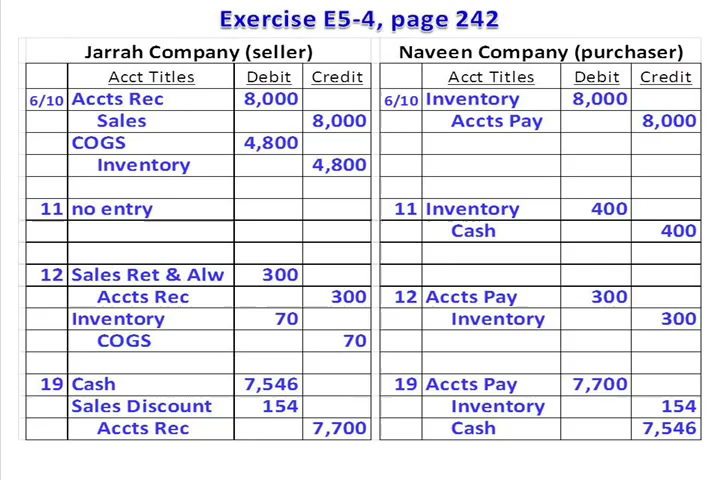 Exercise E5-4, page 242
Jarrah Company (seller) Naveen Company (purchaser)
Acct Titles Debit Credit Acct Titles Debit Credit
6/10 Accts Rec 8,000 6/10 Inventory 8,000
Sales 8,000 Accts Pay 8,000
COGS 4,800
Inventory 4,800
11 no entry 11 Inventory 400
Cash 400
12 Sales Ret & Alw 300
Accts Rec 300 12 Accts Pay 300
Inventory 70 Inventory 300
COGS 70
19 Cash 7,546 19 Accts Pay 7,700
Sales Discount 154 Inventory 154
Accts Rec 7,700 Cash 7,546